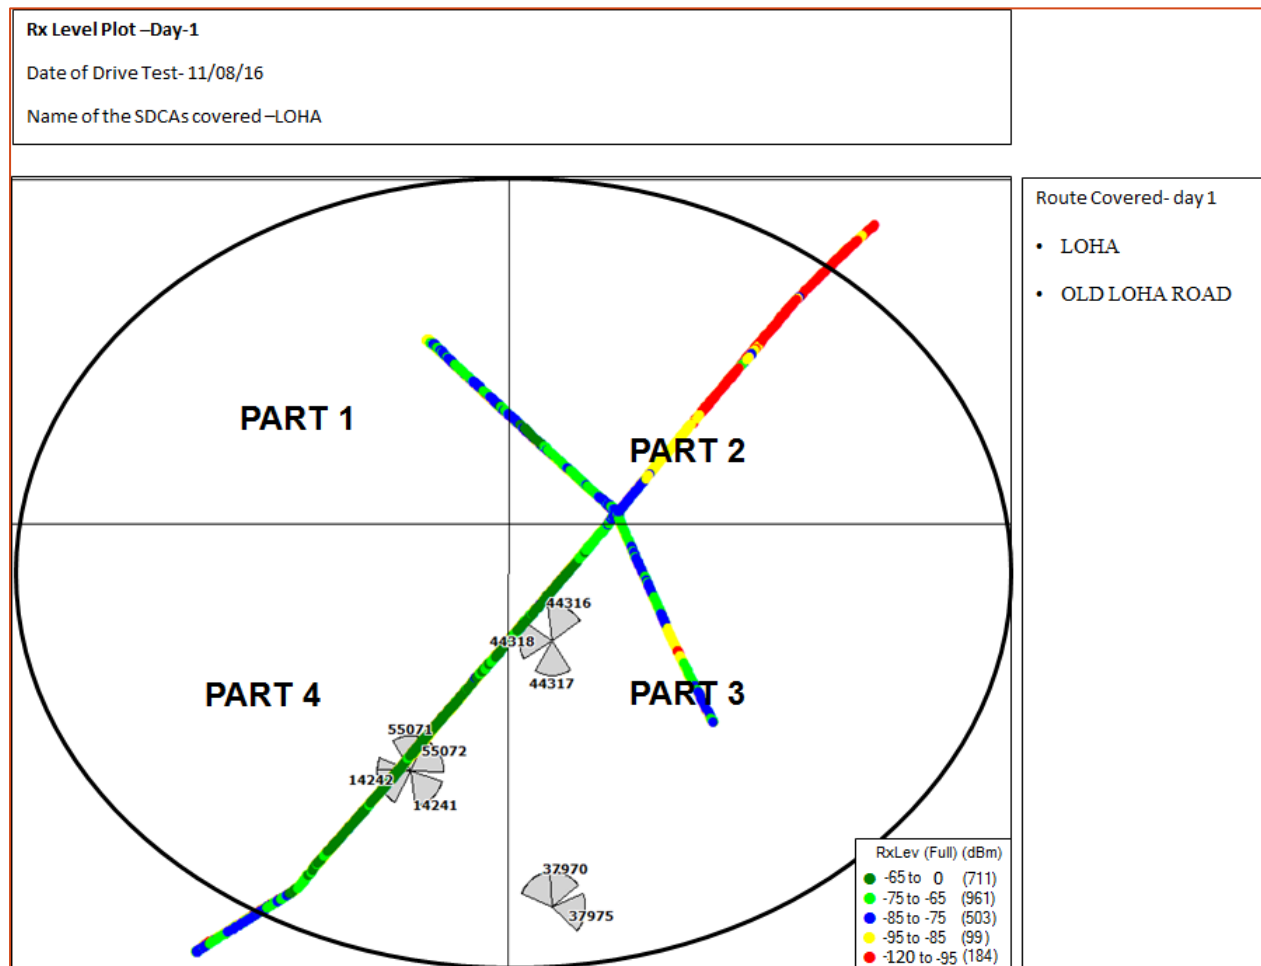 Rx Level Plot –Day-1
Date of Drive Test- 11/08/16
Name of the SDCAs covered –LOHA
Route Covered- day 1
• LOHA
• OLD LOHA ROAD
PART 1
PART 2
44316
44318
44317
PART 4
PART 3
55071
55072
14242
14241
37970
37975
RxLev (Full) (dBm)
-65 to 0 (711)
-75 to -65 (961)
-85 to -75 (503)
-95 to -85 (99)
-120 to -95 (184)